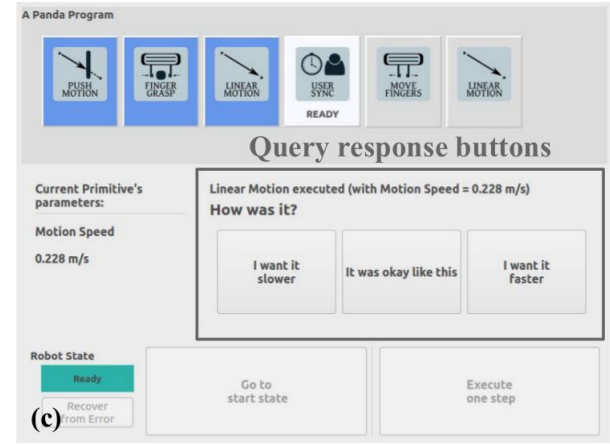 A Panda Program
PUSH
MOTION
FINGER
GRASP
LINEAR
MOTION
USER
SYNC
READY
MOVE
FINGERS
LINEAR
MOTION
Query response buttons
Current Primitive's
parameters:
Motion Speed
0.228 m/s
Linear Motion executed (with Motion Speed = 0.228 m/s)
How was it?
I want it
slower
It was okay like this
I want it
faster
Robot State
Ready
Recover
from Error
(c)
Go to
start state
Execute
one step